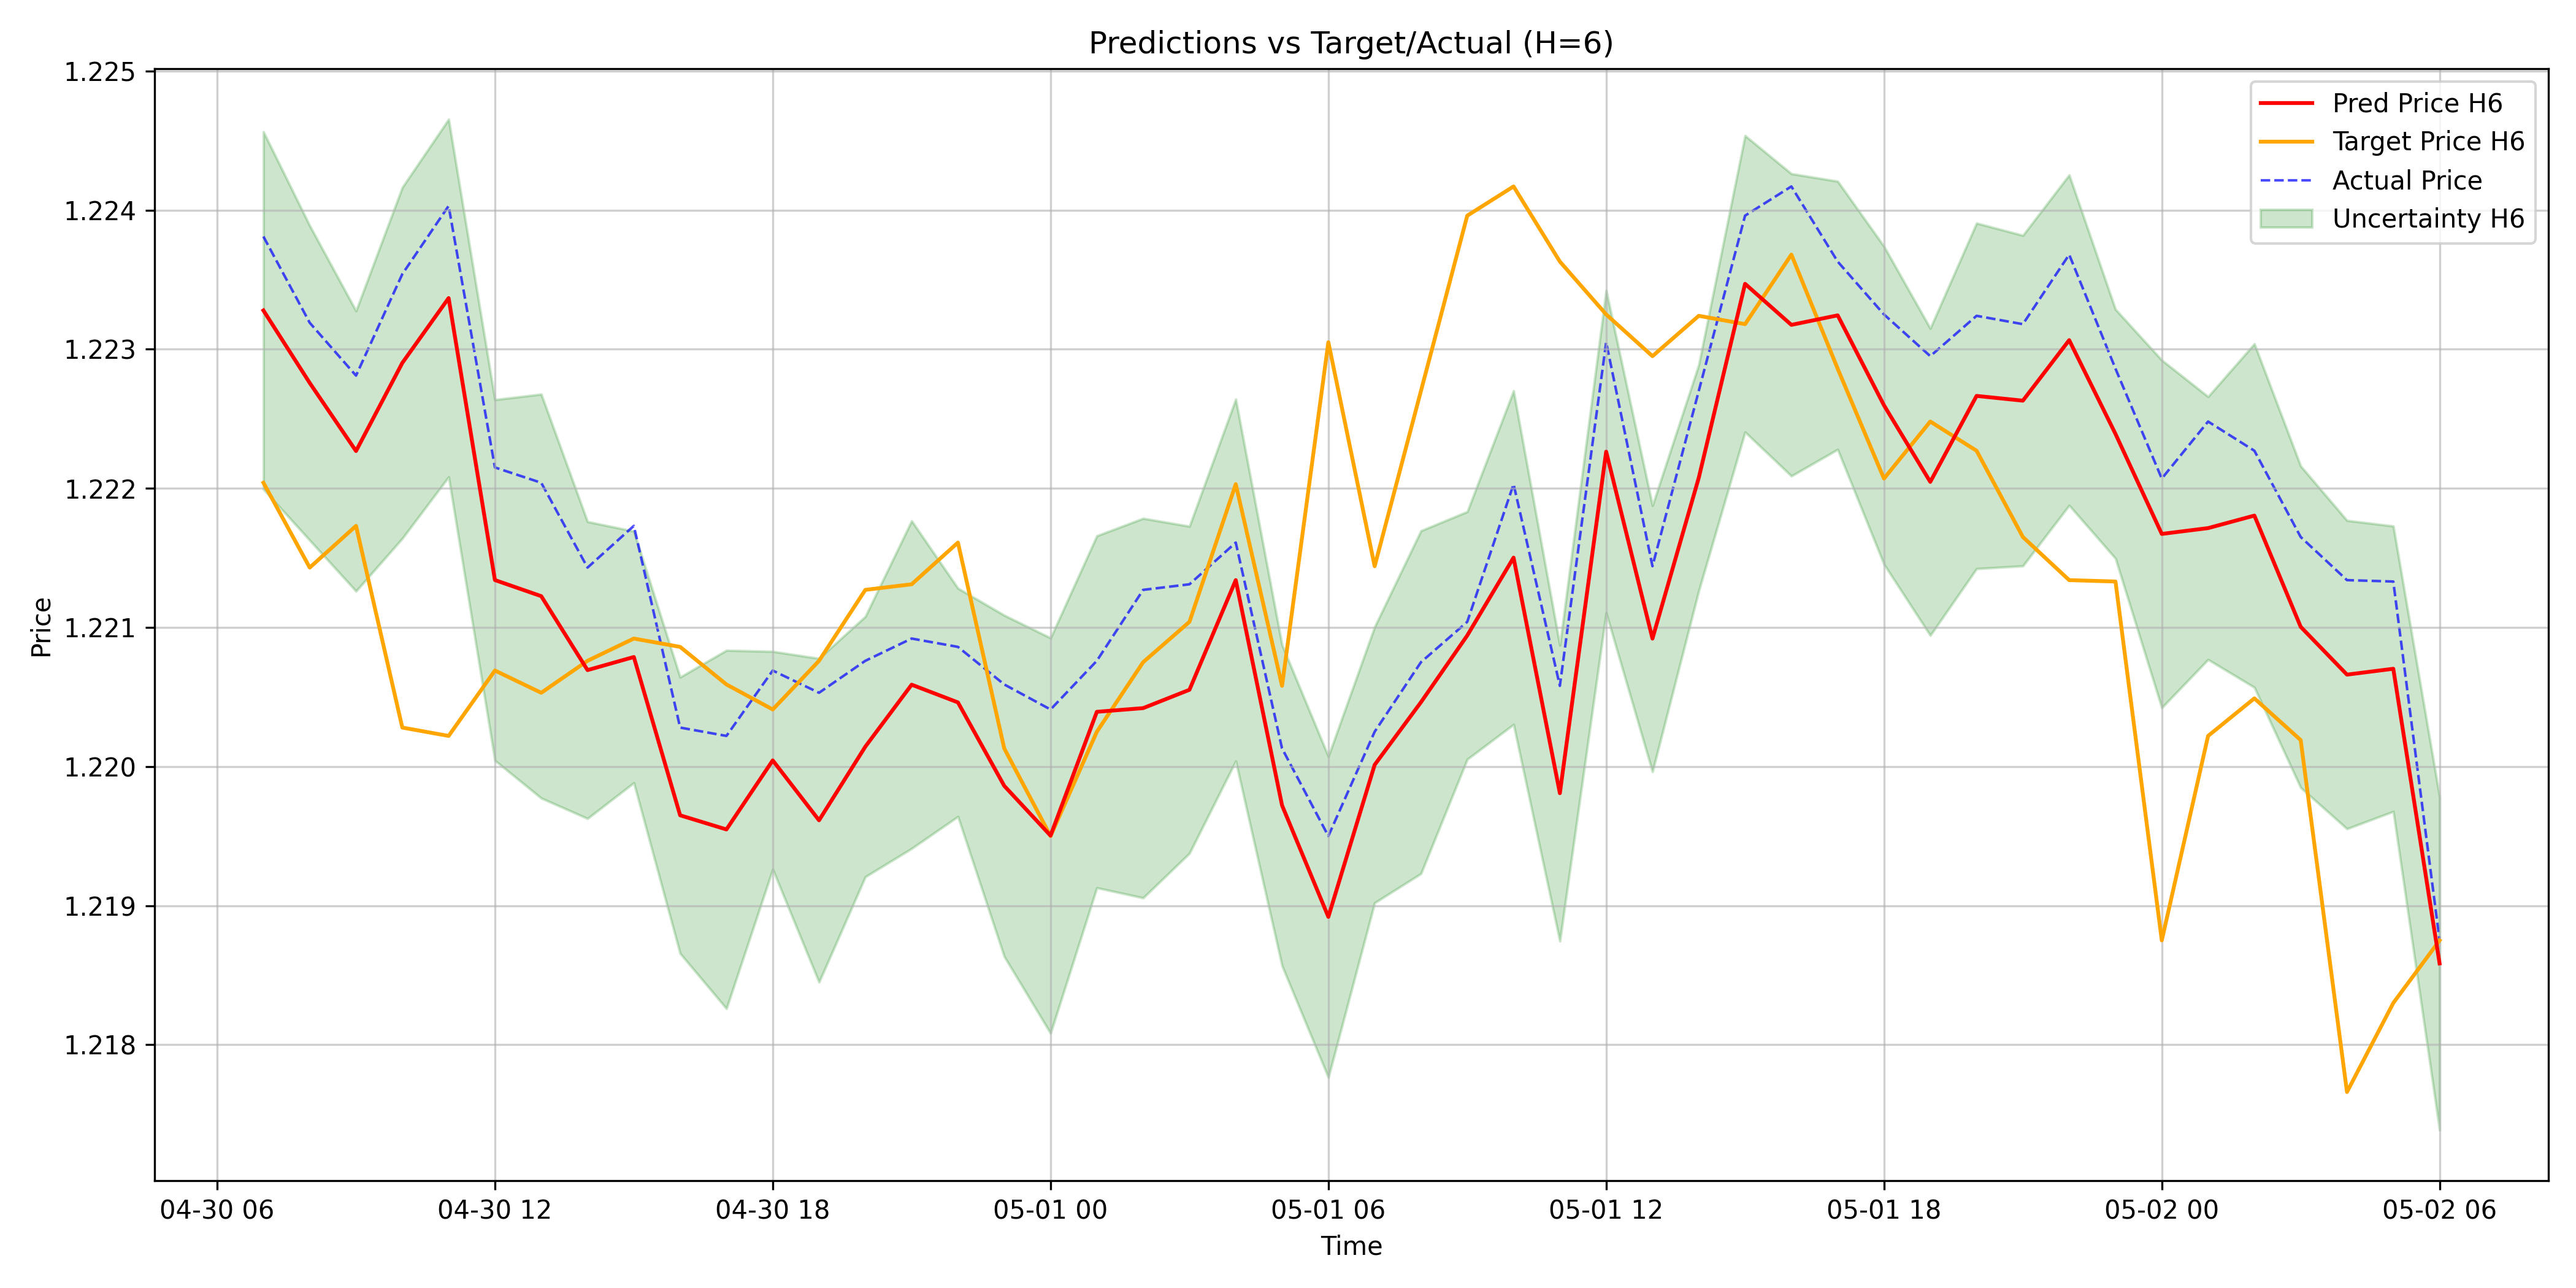 Predictions vs Target/Actual (H=6)
1.225
1.224
1.223
1.222
1.221
1.220
1.219
1.218
Price
Pred Price H6
Target Price H6
Actual Price
Uncertainty H6
04-30 06
04-30 12
04-30 18
05-01 00
05-01 06
05-01 12
05-01 18
05-02 00
05-02 06
Time